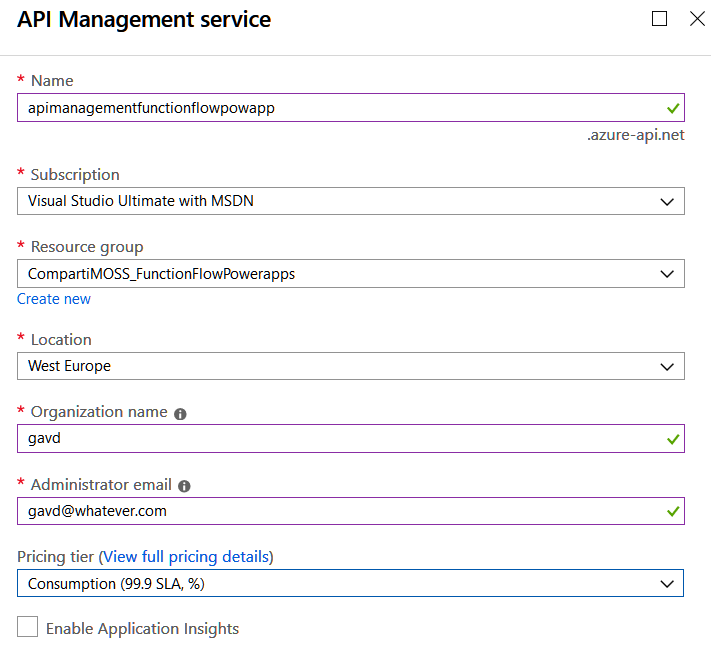 API Management service
* Name
apimanagementfunctionflowpowapp
.azure-api.net
* Subscription
Visual Studio Ultimate with MSDN
* Resource group
CompartiMOSS_FunctionFlowPowerapps
Create new
* Location
West Europe
* Organization name
gavd
* Administrator email
gavd@whatever.com
Pricing tier (View full pricing details)
Consumption (99.9 SLA, %)
Enable Application Insights